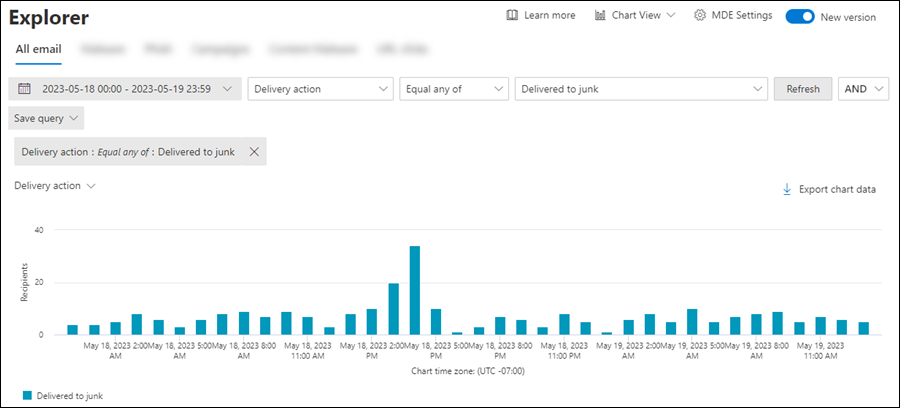 Explorer
Learn more
Chart View
MDE Settings
New version
All email
2023-05-18 00:00 - 2023-05-19 23:59
Delivery action
Equal any of
Delivered to junk
Refresh
AND
Save query
Delivery action : Equal any of : Delivered to junk
Delivery action
Export chart data
Recipients
40
20
0
May 18, 2023 2:00 AM
May 18, 2023 5:00 AM
May 18, 2023 8:00 AM
May 18, 2023 11:00 AM
May 18, 2023 2:00 PM
May 18, 2023 5:00 PM
May 18, 2023 8:00 PM
May 18, 2023 11:00 PM
May 19, 2023 2:00 AM
May 19, 2023 5:00 AM
May 19, 2023 8:00 AM
May 19, 2023 11:00 AM
Chart time zone: (UTC -07:00)
Delivered to junk